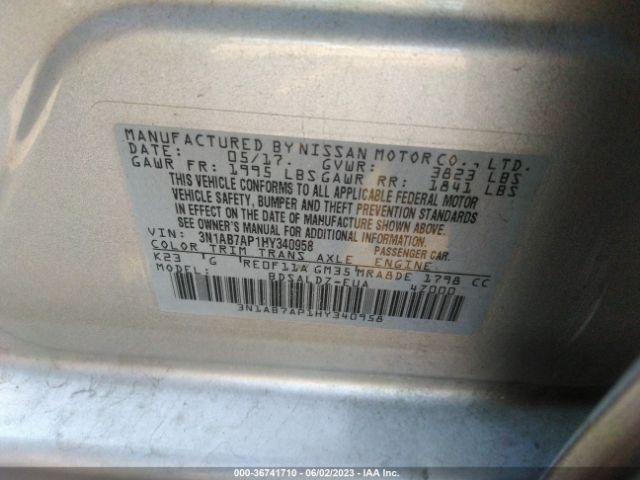 MANUFACTURED BY NISSAN MOTOR CO., LTD.
DATE: 05/17. GVWR: 3823 LBS
GAWR FR: 1995 LBS GAWR RR: 1841 LBS
THIS VEHICLE CONFORMS TO ALL APPLICABLE FEDERAL MOTOR
VEHICLE SAFETY, BUMPER AND THEFT PREVENTION STANDARDS
IN EFFECT ON THE DATE OF MANUFACTURE SHOWN ABOVE.
SEE OWNER'S MANUAL FOR ADDITIONAL INFORMATION.
VIN: 3N1AB7AP1HY340958 PASSENGER CAR.
COLOR TRIM TRANS AXLE ENGINE.
K23 G RE0F11A GM35 MRA8DE 1798 CC
MODEL: BDSALDZ-EUA 4Z000
3N1AB7AP1HY340958
000-36741710 | 06/02/2023 | IAA Inc.